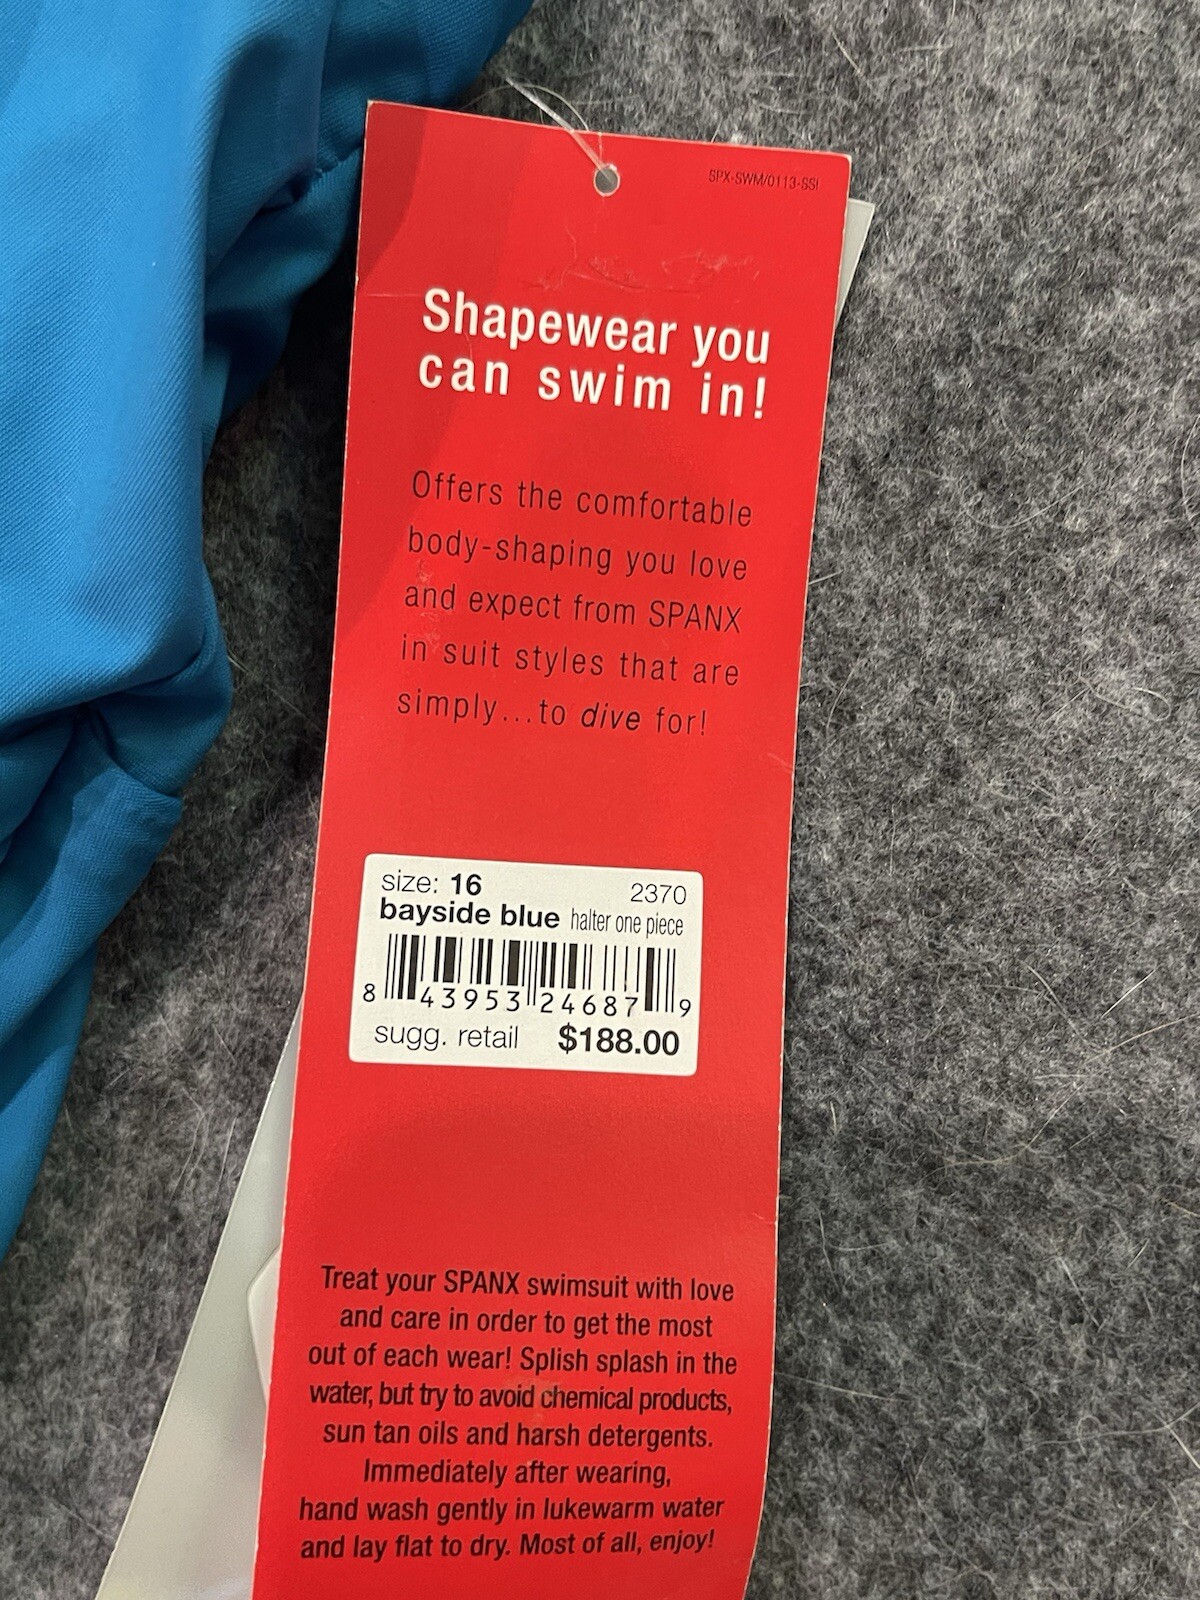 SPX-SWM/0113-SSI
Shapewear you
can swim in!
Offers the comfortable
body-shaping you love
and expect from SPANX
in suit styles that are
simply...to dive for!
size: 16 2370
bayside blue halter one piece
8 43953 24687 9
sugg. retail $188.00
Treat your SPANX swimsuit with love
and care in order to get the most
out of each wear! Splish splash in the
water, but try to avoid chemical products,
sun tan oils and harsh detergents.
Immediately after wearing,
hand wash gently in lukewarm water
and lay flat to dry. Most of all, enjoy!